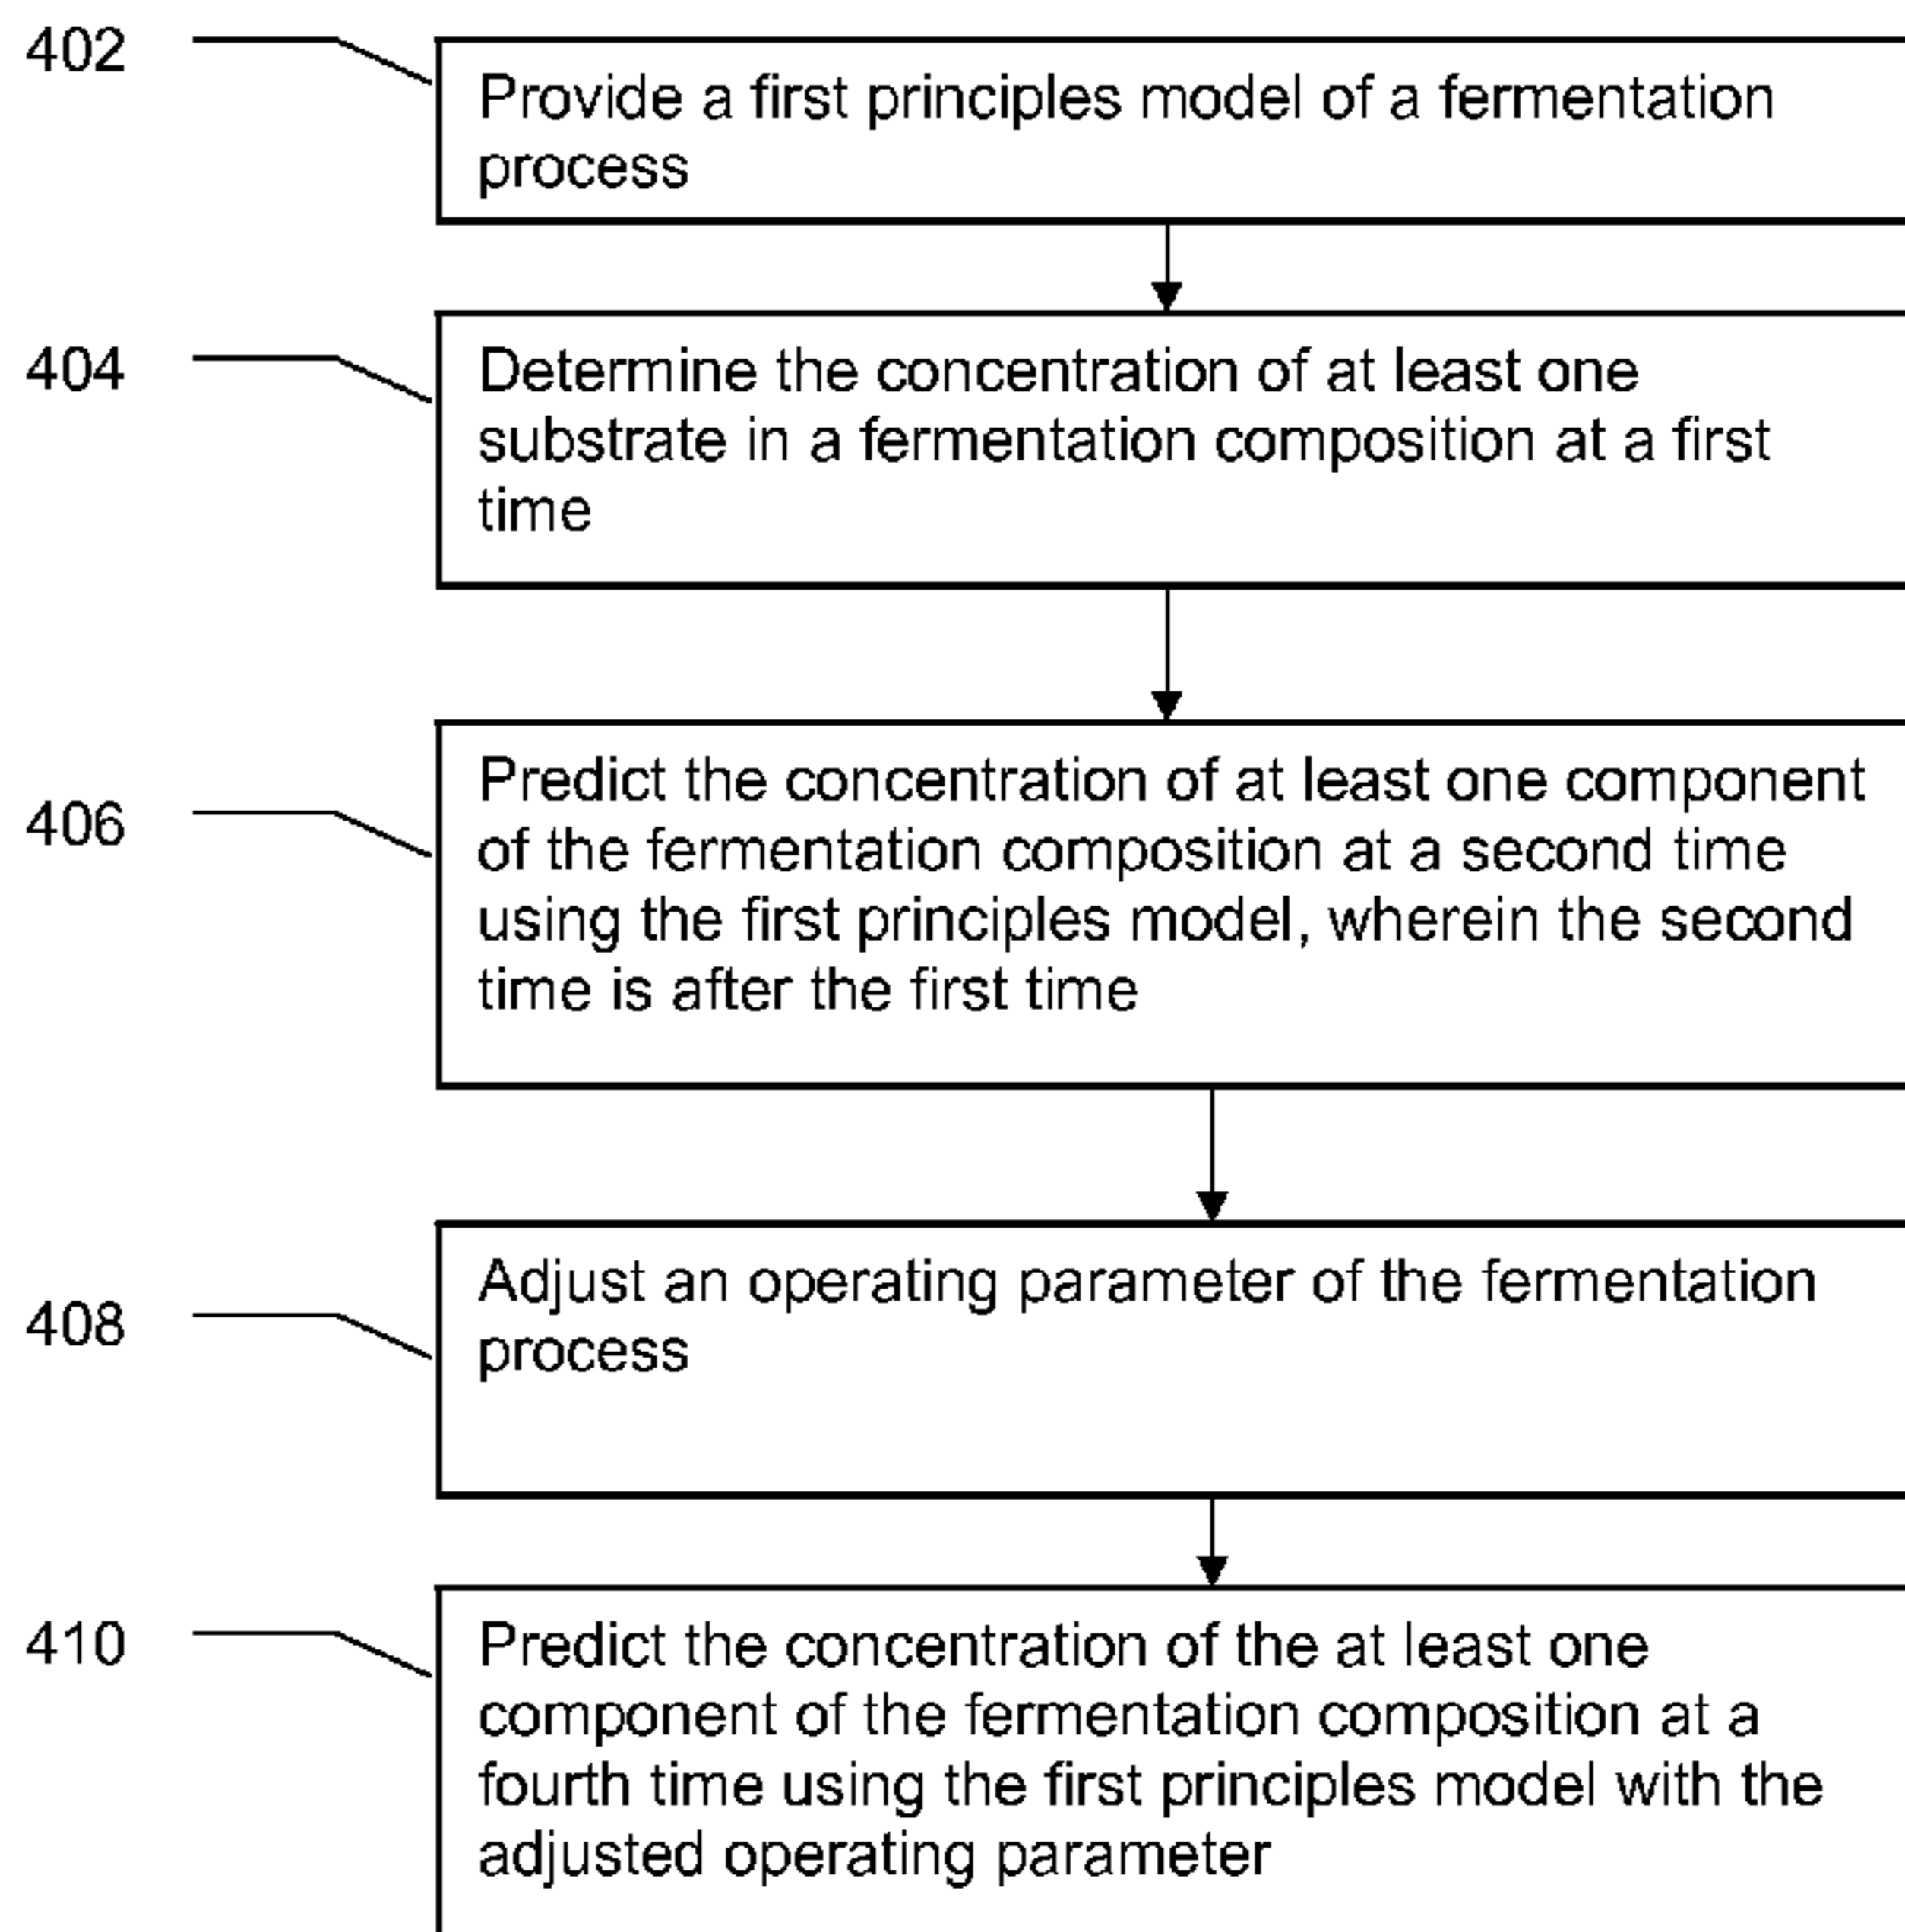 402
Provide a first principles model of a fermentation
process
404
Determine the concentration of at least one
substrate in a fermentation composition at a first
time
406
Predict the concentration of at least one component
of the fermentation composition at a second time
using the first principles model, wherein the second
time is after the first time
408
Adjust an operating parameter of the fermentation
process
410
Predict the concentration of the at least one
component of the fermentation composition at a
fourth time using the first principles model with the
adjusted operating parameter